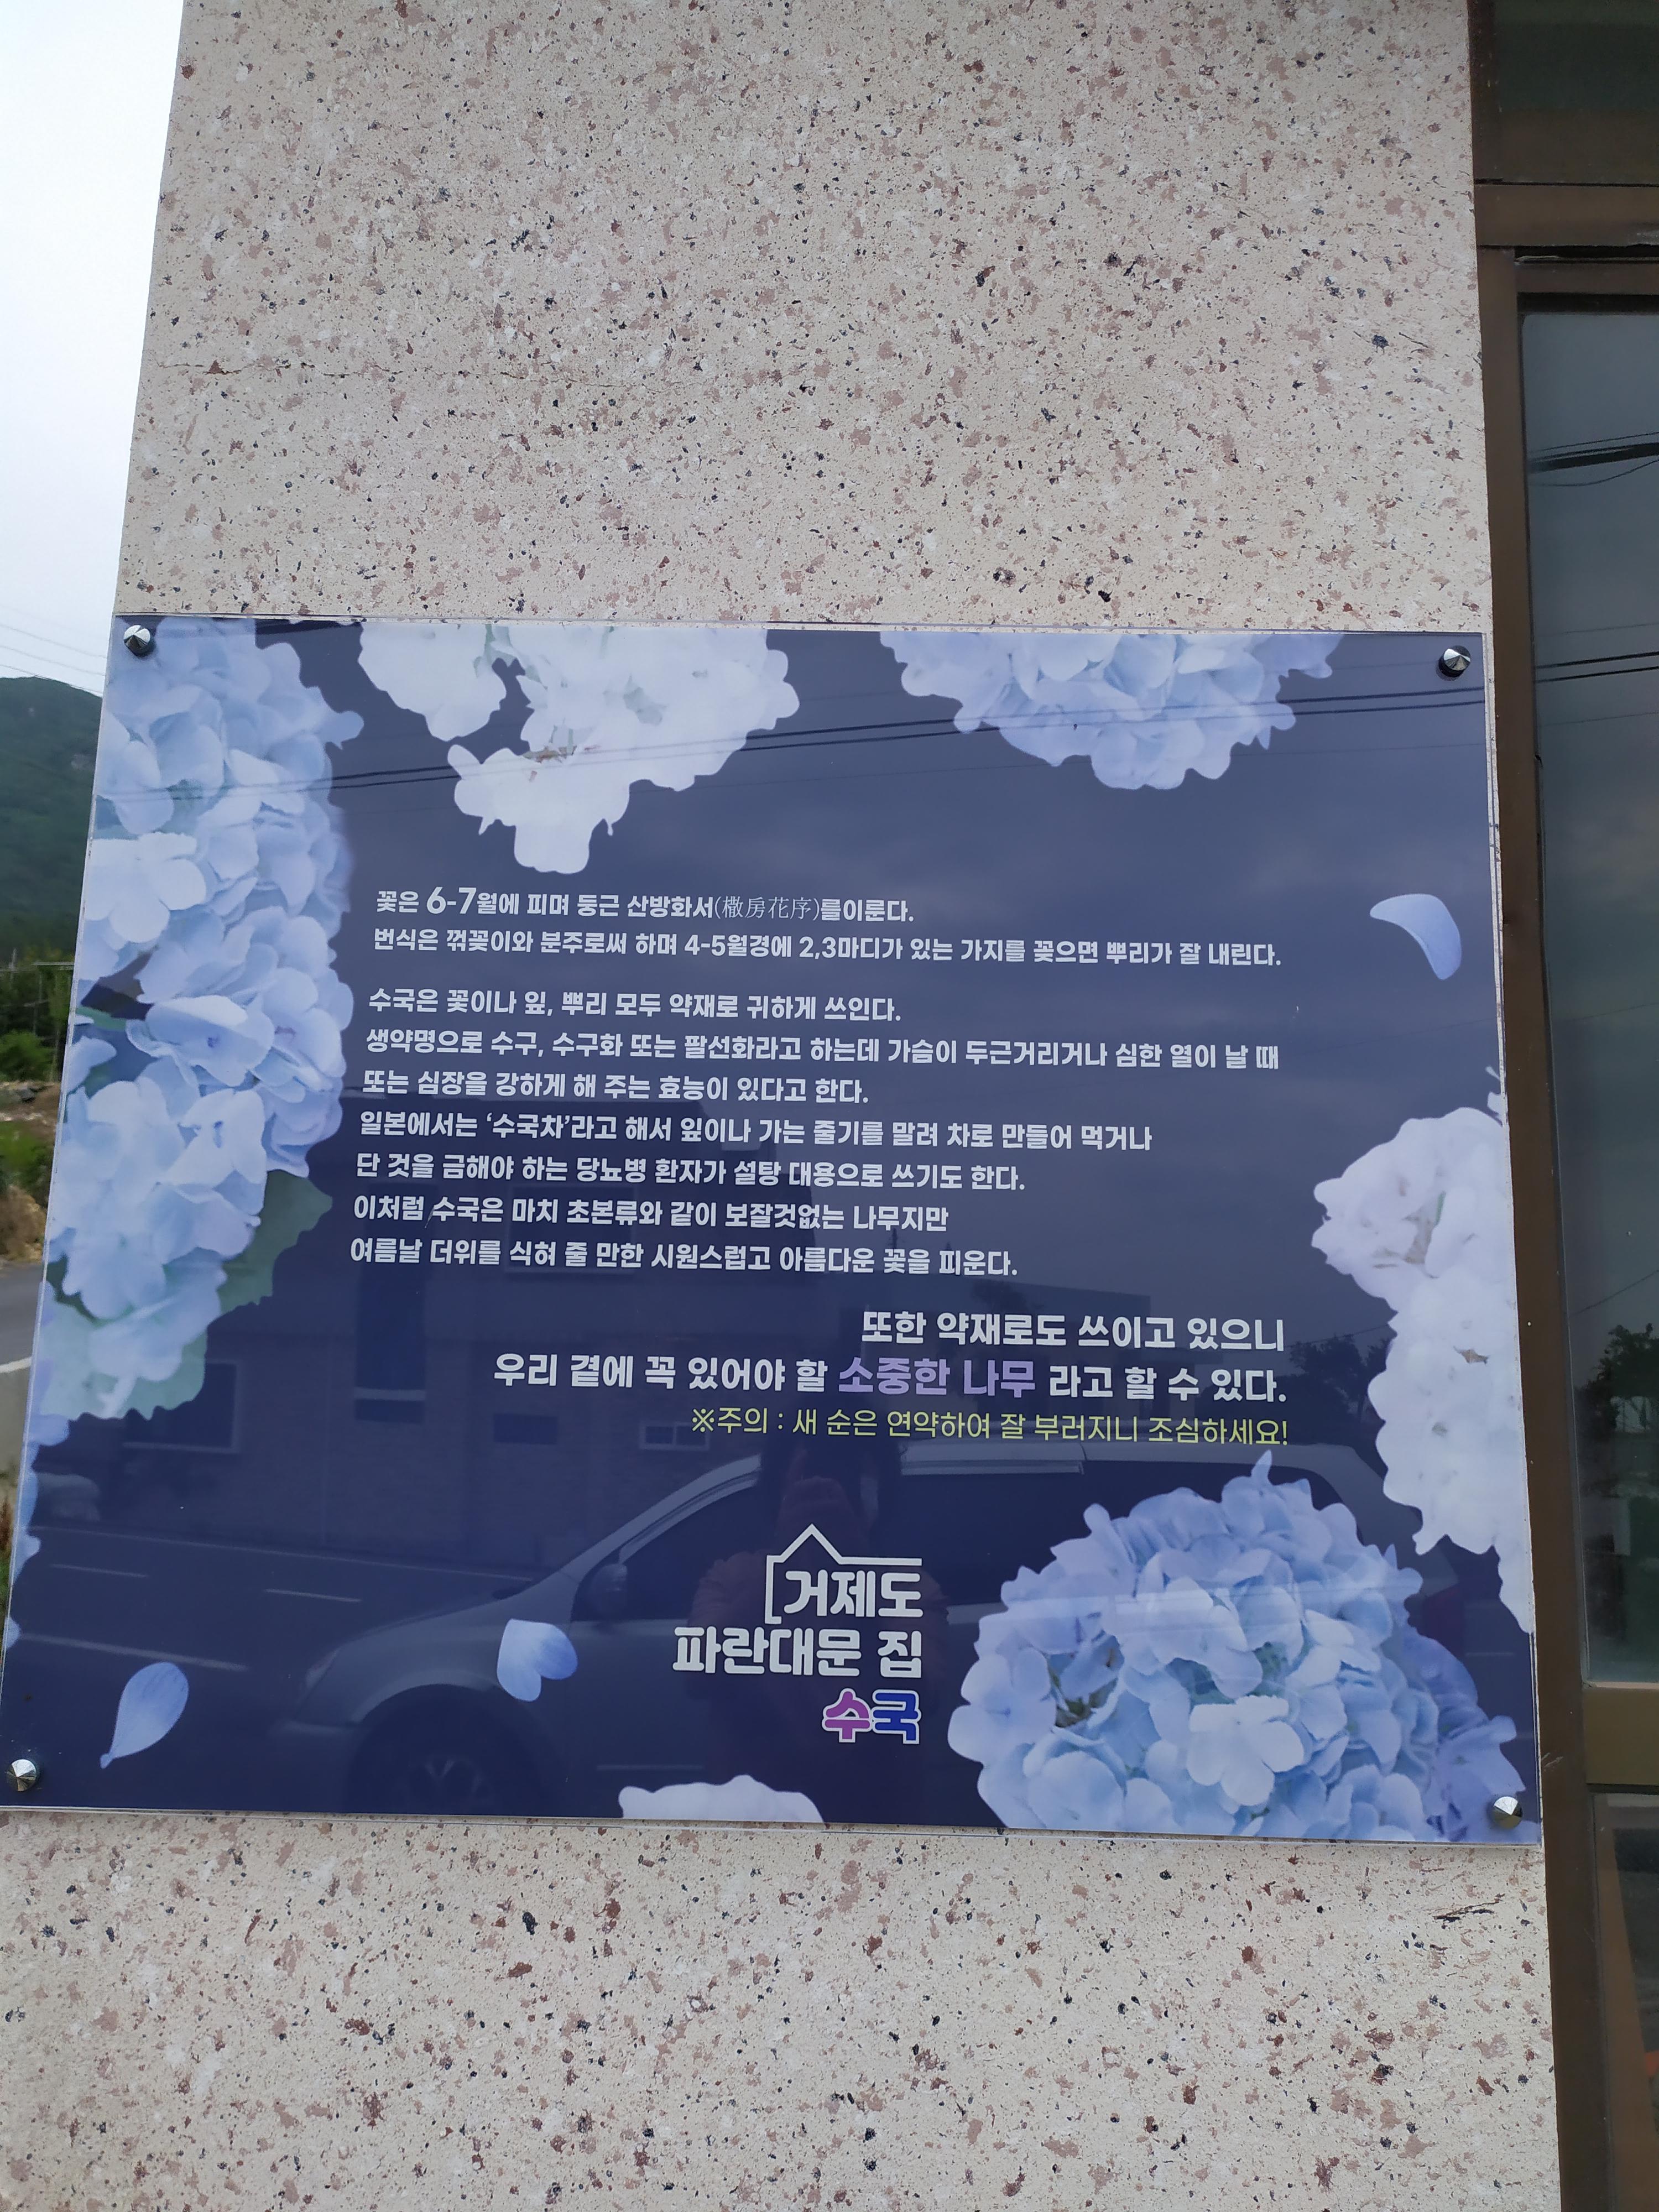 꽃은 6-7월에 피며 둥근 산방화서(橵房花序)를이룬다.
번식은 꺾꽂이와 분주로써 하며 4-5월경에 2,3마디가 있는 가지를 꽂으면 뿌리가 잘 내린다.
수국은 꽃이나 잎, 뿌리 모두 약재로 귀하게 쓰인다.
생약명으로 수구, 수구화 또는 팔선화라고 하는데 가슴이 두근거리거나 심한 열이 날 때
또는 심장을 강하게 해 주는 효능이 있다고 한다.
일본에서는 ‘수국차’라고 해서 잎이나 가는 줄기를 말려 차로 만들어 먹거나
단 것을 금해야 하는 당뇨병 환자가 설탕 대용으로 쓰기도 한다.
이처럼 수국은 마치 초본류와 같이 보잘것없는 나무지만
여름날 더위를 식혀 줄 만한 시원스럽고 아름다운 꽃을 피운다.
또한 약재로도 쓰이고 있으니
우리 곁에 꼭 있어야 할 소중한 나무 라고 할 수 있다.
※주의 : 새 순은 연약하여 잘 부러지니 조심하세요!
거제도
파란대문 집
수국